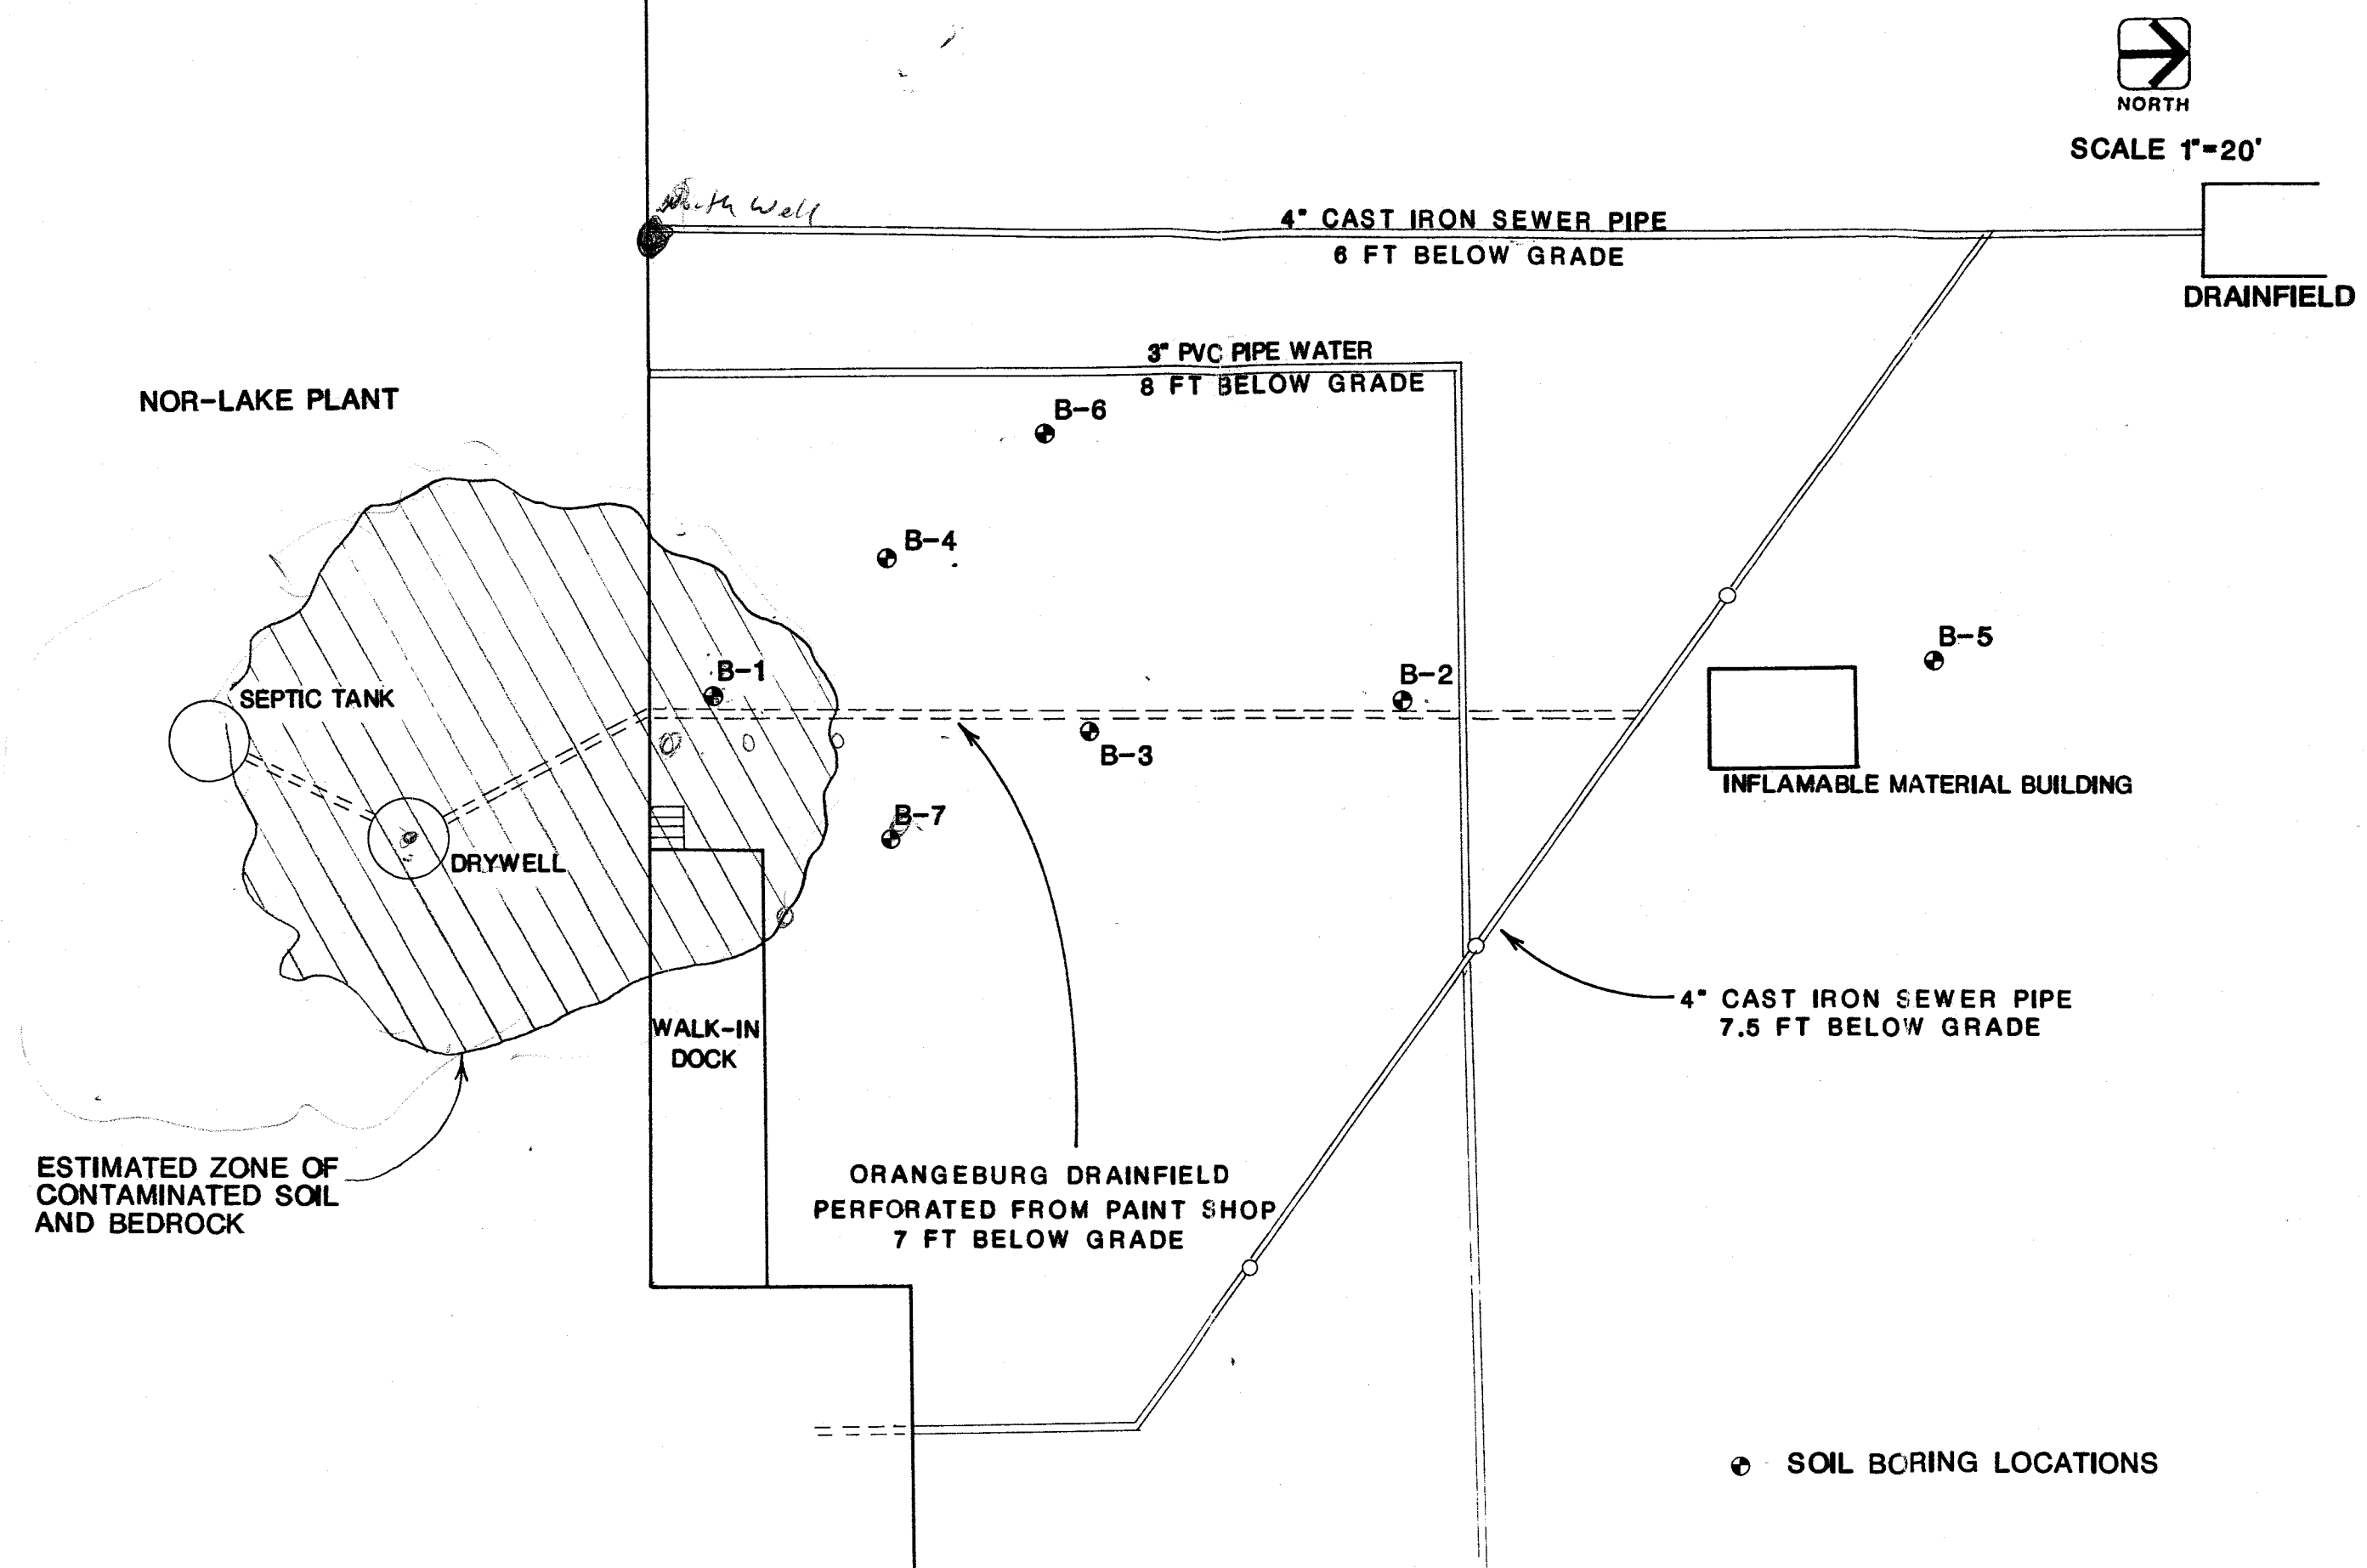 NORTH
SCALE 1"=20'
North Well
4" CAST IRON SEWER PIPE
6 FT BELOW GRADE
DRAINFIELD
3" PVC PIPE WATER
8 FT BELOW GRADE
NOR-LAKE PLANT
B-6
B-4
B-5
B-1
B-2
SEPTIC TANK
B-3
INFLAMABLE MATERIAL BUILDING
B-7
DRYWELL
4" CAST IRON SEWER PIPE
7.5 FT BELOW GRADE
WALK-IN
DOCK
ESTIMATED ZONE OF
CONTAMINATED SOIL
AND BEDROCK
ORANGEBURG DRAINFIELD
PERFORATED FROM PAINT SHOP
7 FT BELOW GRADE
SOIL BORING LOCATIONS